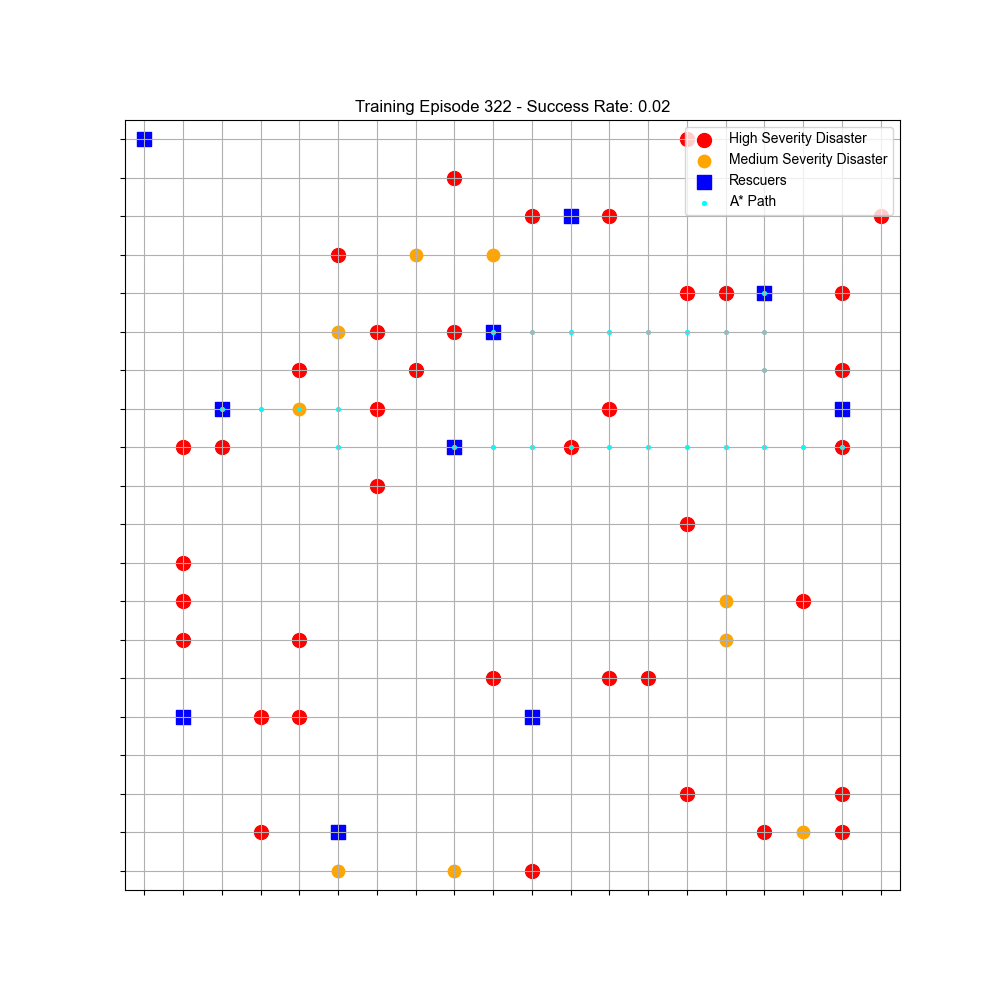 Training Episode 322 - Success Rate: 0.02
High Severity Disaster
Medium Severity Disaster
Rescuers
A* Path